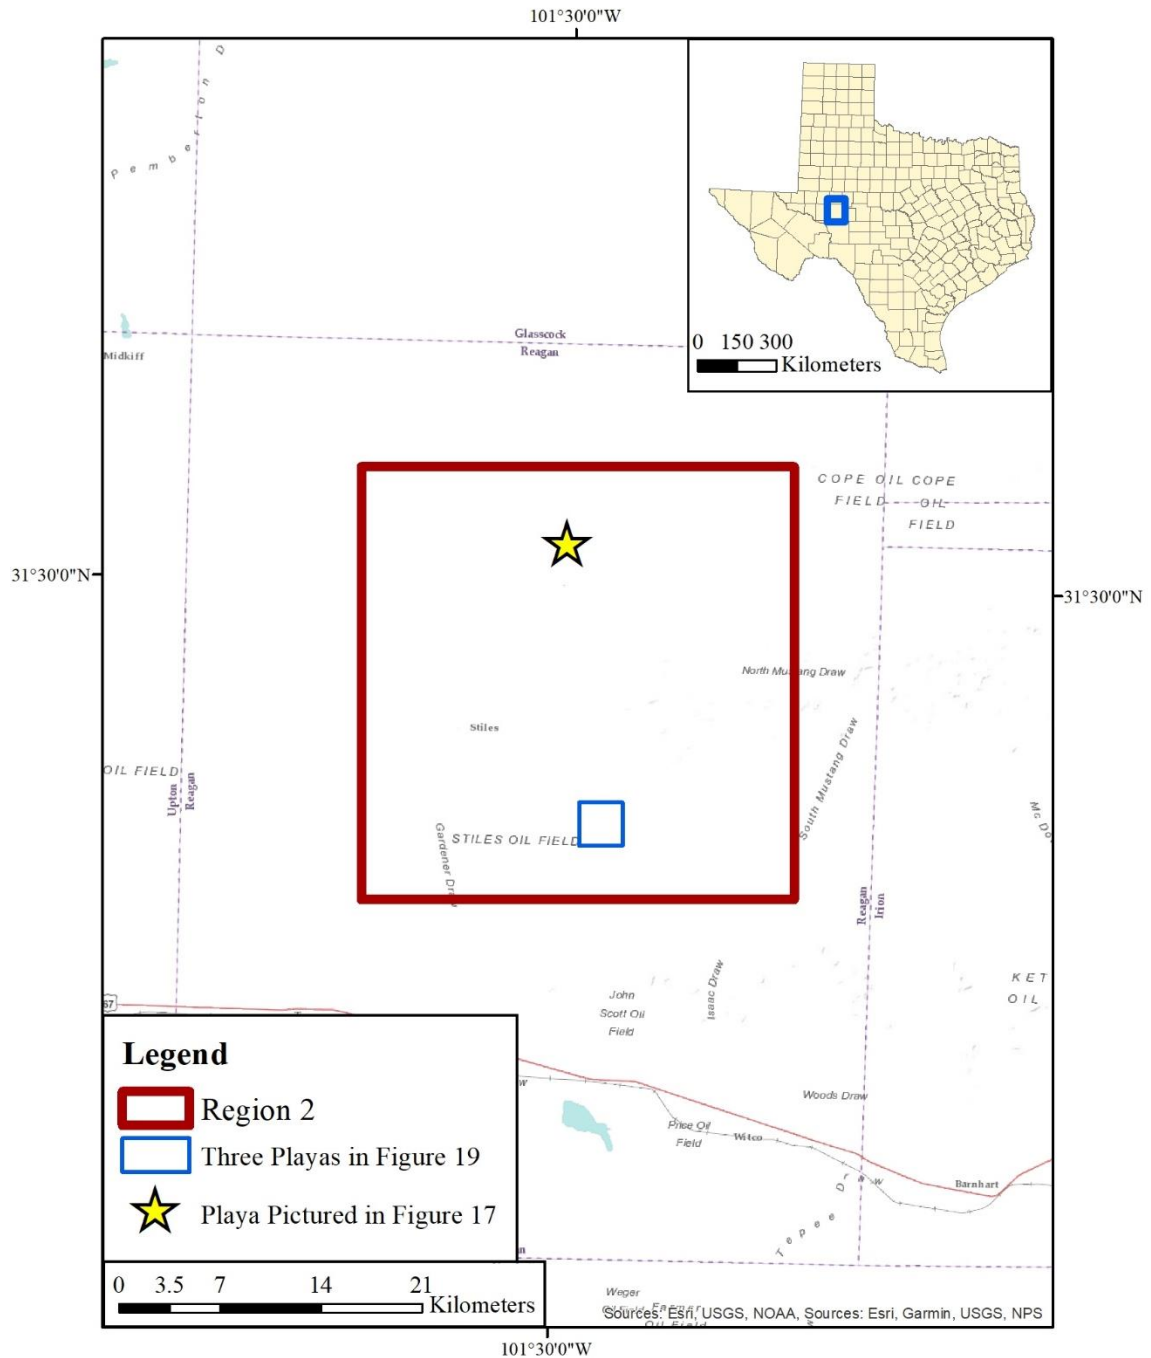 101°30'0"W
Pemberton D
0 150 300
Kilometers
Glasscock
Reagan
Midkiff
COPE OIL COPE
FIELD OIL
FIELD
31°30'0"N
31°30'0"N
North Mustang Draw
Stiles
South Mustang Draw
OIL FIELD
Upton
Reagan
STILES OIL FIELD
Gardener Draw
Reagan
Irion
KET
OIL
John
Scott Oil
Field
Isaac Draw
67
Legend
Region 2
Three Playas in Figure 19
Playa Pictured in Figure 17
w
Woods Draw
Price Oil
Field
Witco
Barnhart
Tepee Draw
n
0 3.5 7 14 21
Kilometers
Weger
Sources: Esri, USGS, NOAA, Sources: Esri, Garmin, USGS, NPS
101°30'0"W